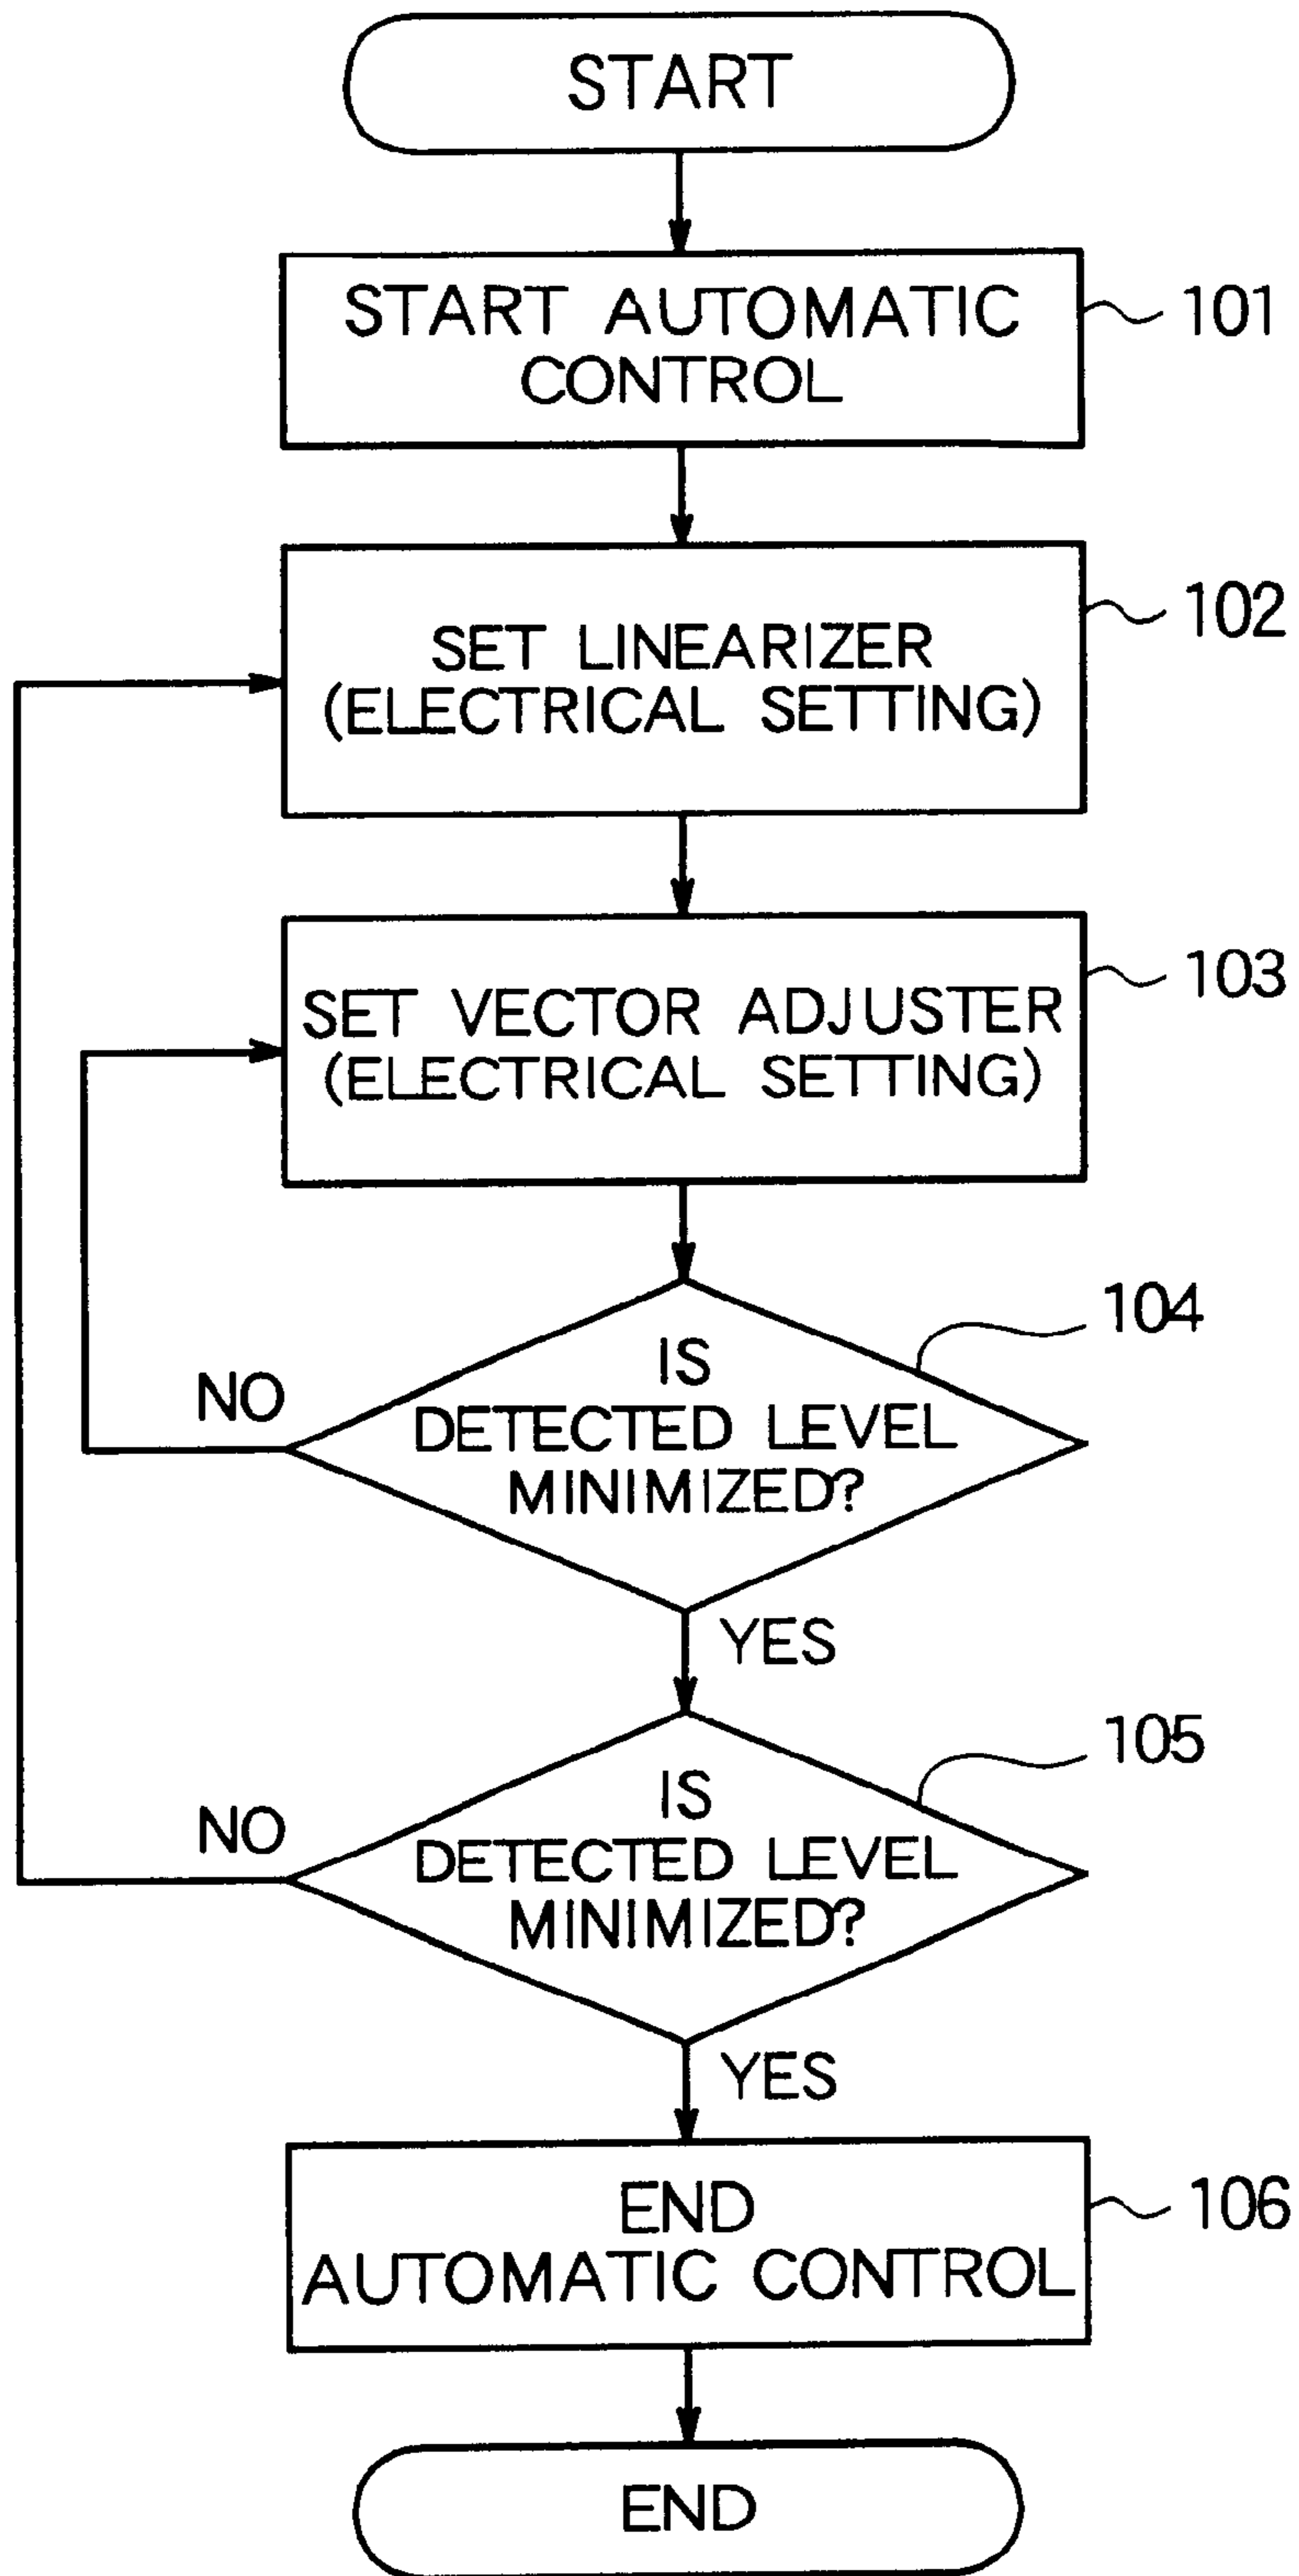 START
START AUTOMATIC
CONTROL
101
SET LINEARIZER
(ELECTRICAL SETTING)
102
SET VECTOR ADJUSTER
(ELECTRICAL SETTING)
103
IS
DETECTED LEVEL
MINIMIZED?
104
NO
YES
IS
DETECTED LEVEL
MINIMIZED?
105
NO
YES
END
AUTOMATIC CONTROL
106
END